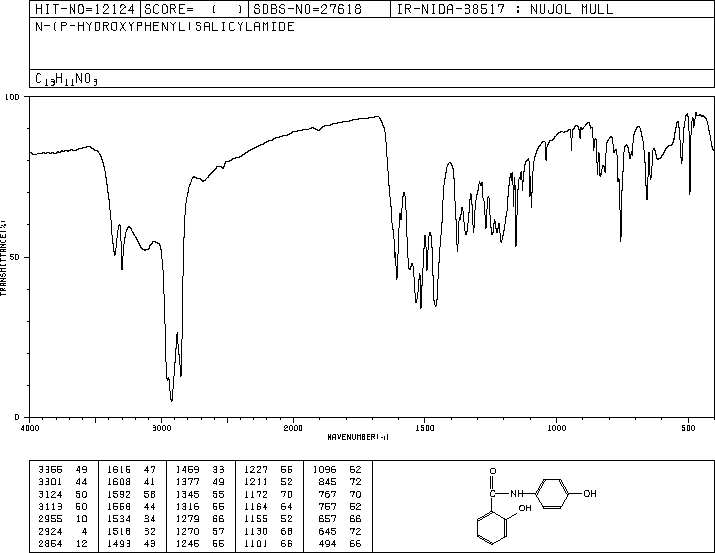 HIT-NO=12124 SCORE= ( ) SDBS-NO=27618 IR-NIDA-38517 : NUJOL MULL
N-(P-HYDROXYPHENYL)SALICYLAMIDE
C13H11NO3
100
50
0
TRANSMITTANCE(%)
4000 3000 2000 1500 1000 500
WAVENUMBER(-1)
3355 49 1616 47 1459 33 1227 55 1096 62
3301 44 1608 41 1377 49 1211 52 845 72
3124 50 1592 58 1345 55 1172 70 767 70
3113 50 1558 44 1316 55 1164 64 757 52
2955 10 1534 34 1279 66 1155 52 657 66
2924 4 1518 32 1270 57 1130 68 645 72
2854 12 1493 43 1245 55 1101 66 494 66
O
C NH OH
OH